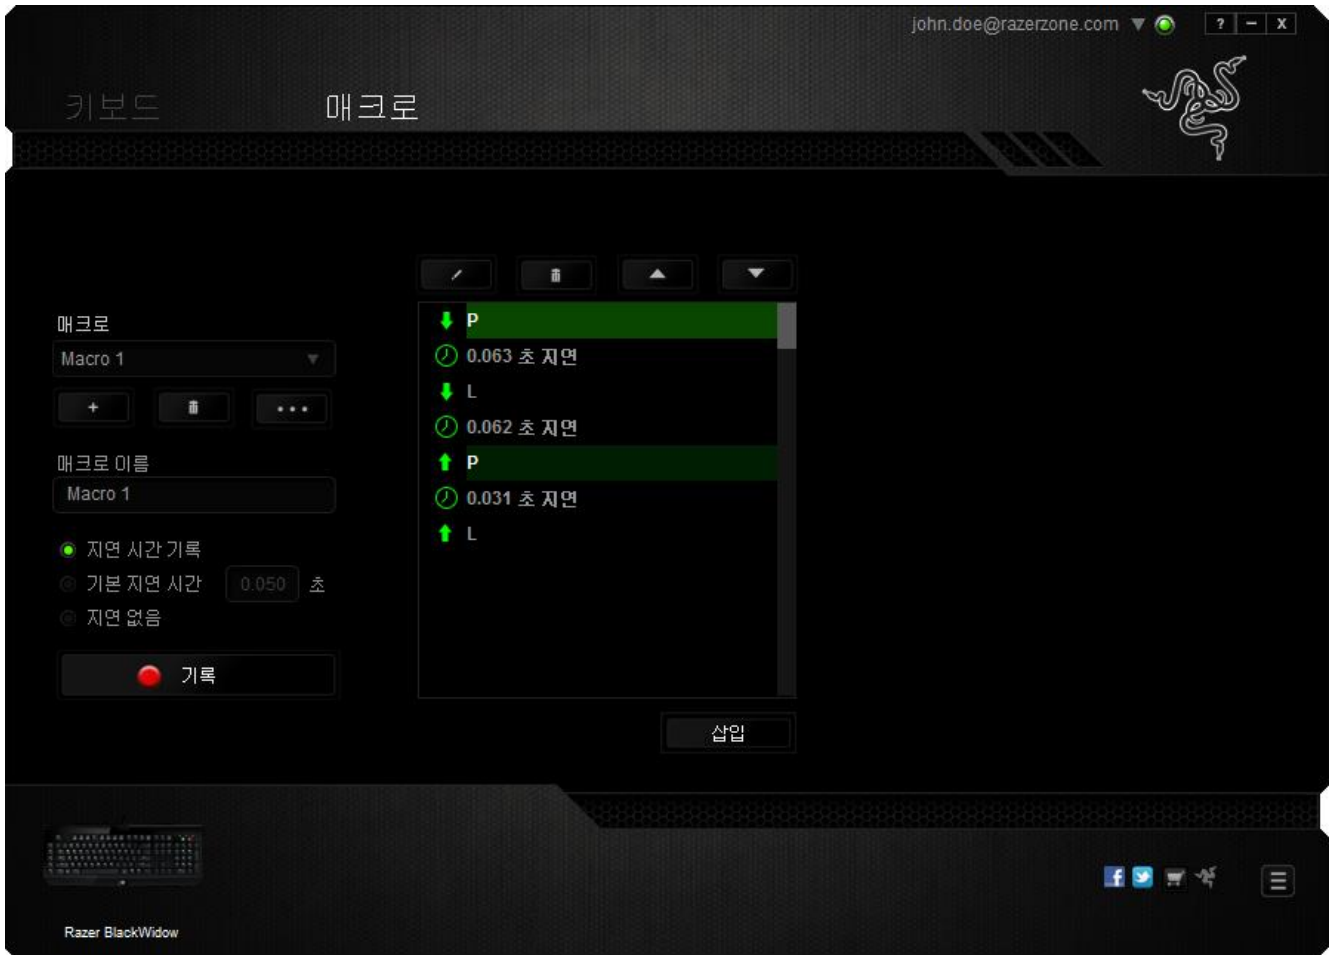 john.doe@razerzone.com
? - X
키보드 매크로
매크로
Macro 1
+
매크로 이름
Macro 1
지연 시간 기록
기본 지연 시간 0.050 초
지연 없음
기록
P
0.063 초 지연
L
0.062 초 지연
P
0.031 초 지연
L
삽입
Razer BlackWidow